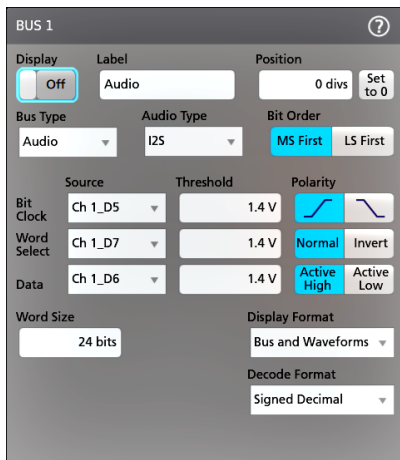 BUS 1
?
Display Label Position
Off Audio 0 divs Set to 0
Bus Type Audio Type Bit Order
Audio I2S MS First LS First
Source Threshold Polarity
Bit Clock Ch 1_D5 1.4 V
Word Select Ch 1_D7 1.4 V Normal Invert
Data Ch 1_D6 1.4 V Active High Active Low
Word Size Display Format
24 bits Bus and Waveforms
Decode Format
Signed Decimal